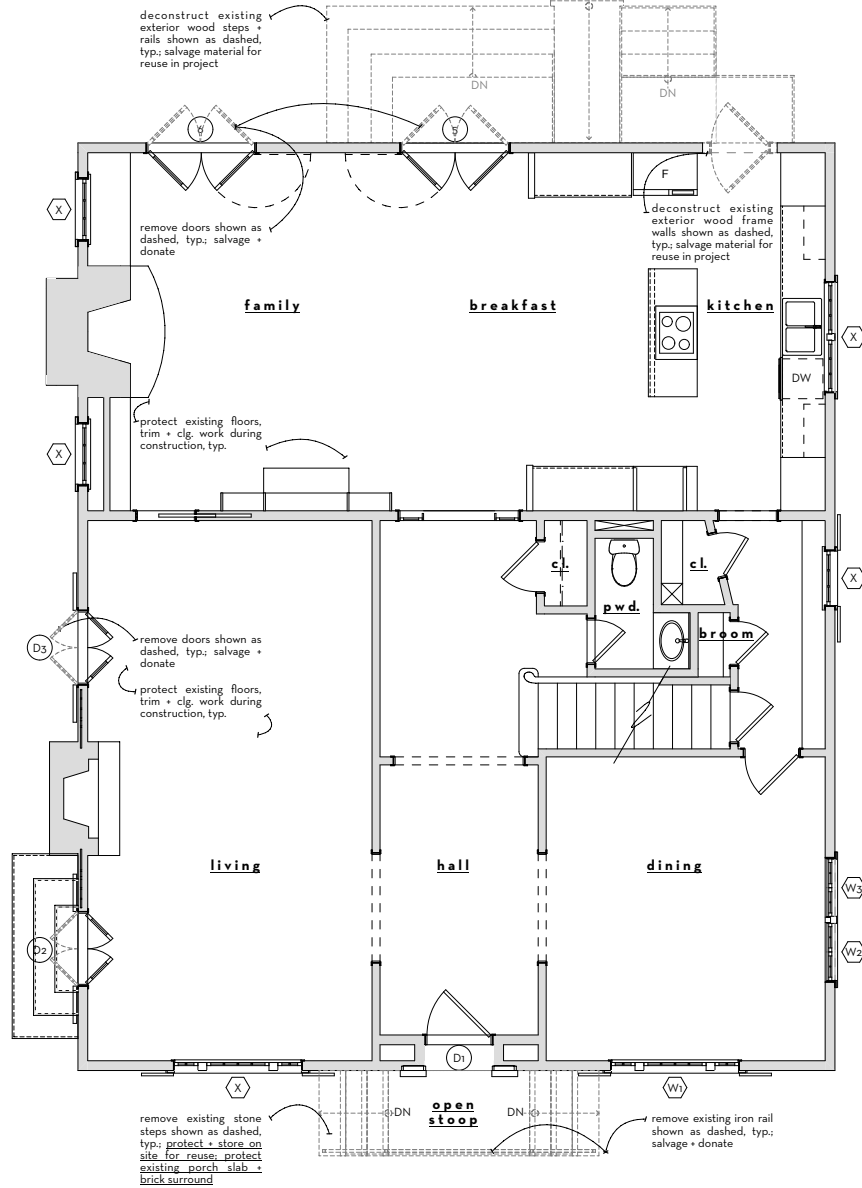 deconstruct existing
exterior wood steps +
rails shown as dashed,
typ.; salvage material for
reuse in project
DN
DN
6
5
F
X
deconstruct existing
exterior wood frame
walls shown as dashed,
typ.; salvage material for
reuse in project
remove doors shown as
dashed, typ.; salvage +
donate
family
breakfast
kitchen
X
DW
protect existing floors,
trim + clg. work during
construction, typ.
X
cl.
cl.
X
pwd.
broom
D3
remove doors shown as
dashed, typ.; salvage +
donate
protect existing floors,
trim + clg. work during
construction, typ.
living
hall
dining
W3
D2
W2
D1
X
W1
open
stoop
DN
DN
remove existing stone
steps shown as dashed,
typ.; protect + store on
site for reuse; protect
existing porch slab +
brick surround
remove existing iron rail
shown as dashed, typ.;
salvage + donate